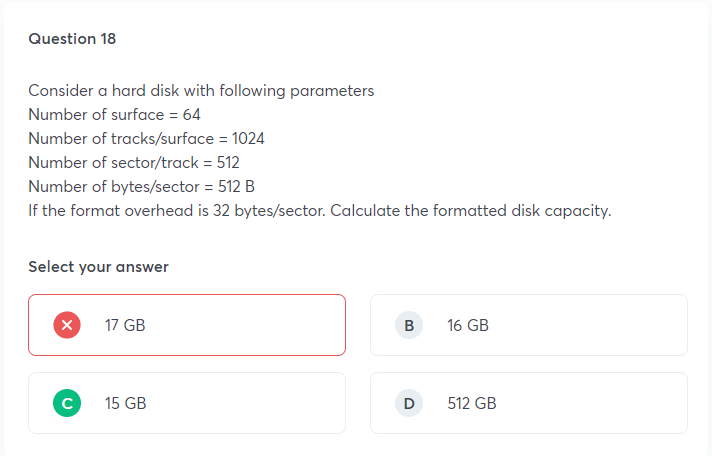 Question 18
Consider a hard disk with following parameters
Number of surface = 64
Number of tracks/surface = 1024
Number of sector/track = 512
Number of bytes/sector = 512 B
If the format overhead is 32 bytes/sector. Calculate the formatted disk capacity.
Select your answer
17 GB
B 16 GB
C 15 GB
D 512 GB